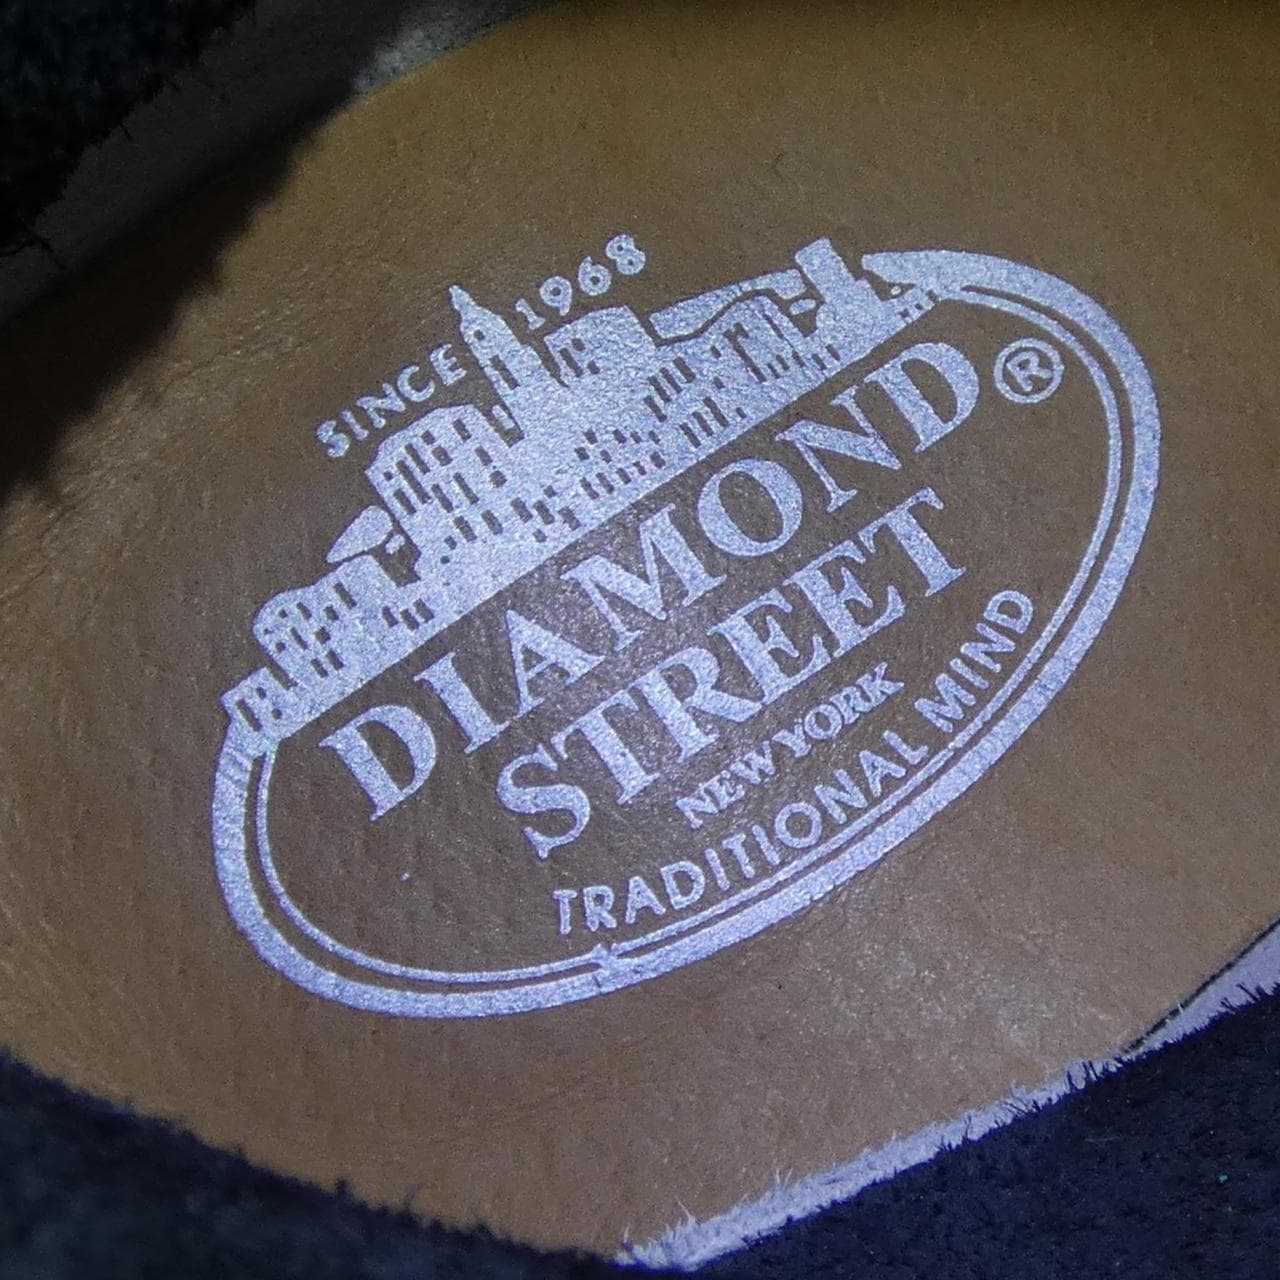 SINCE 1968
DIAMOND ®
STREET
NEW YORK
TRADITIONAL MIND